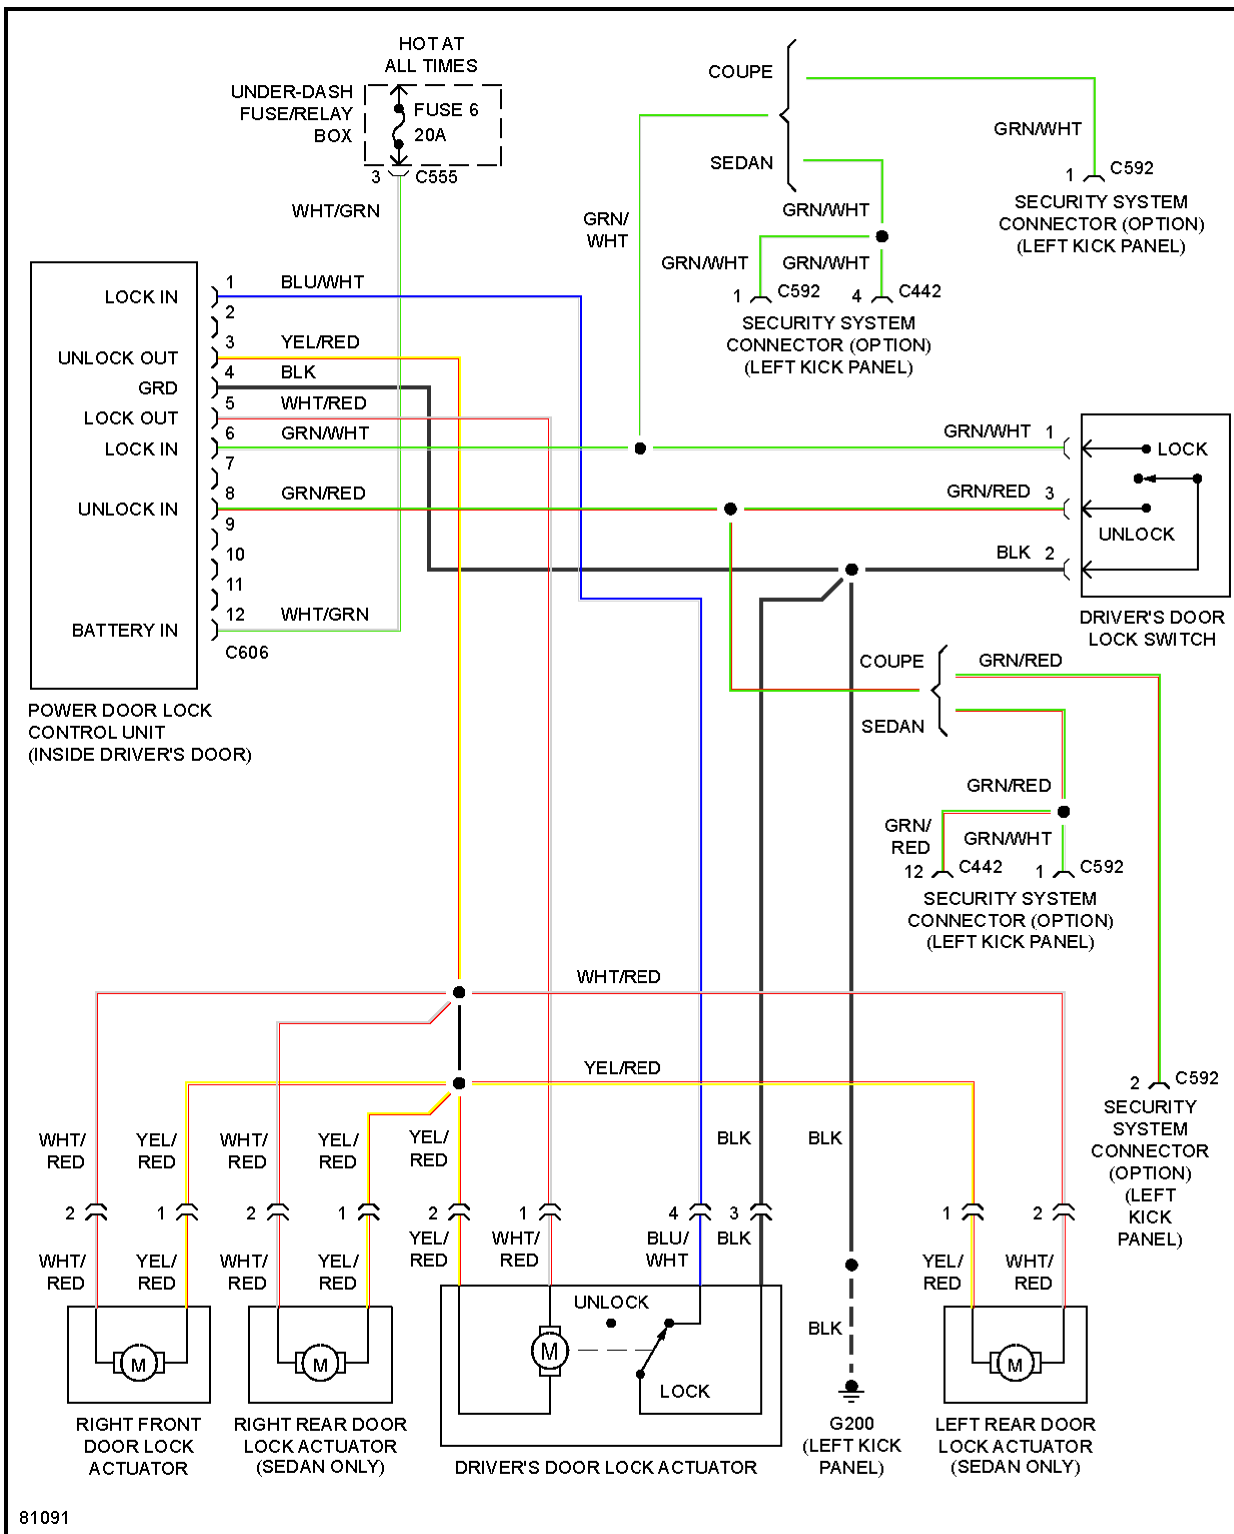 HOT AT
ALL TIMES
UNDER-DASH
FUSE/RELAY
BOX
FUSE 6
20A
3
C555
WHT/GRN
COUPE
SEDAN
GRN/
WHT
GRN/WHT
1
C592
SECURITY SYSTEM
CONNECTOR (OPTION)
(LEFT KICK PANEL)
GRN/WHT
GRN/WHT
GRN/WHT
1
C592
4
C442
SECURITY SYSTEM
CONNECTOR (OPTION)
(LEFT KICK PANEL)
LOCK IN
1
BLU/WHT
2
UNLOCK OUT
3
YEL/RED
GRD
4
BLK
LOCK OUT
5
WHT/RED
LOCK IN
6
GRN/WHT
7
UNLOCK IN
8
GRN/RED
9
10
11
BATTERY IN
12
WHT/GRN
C606
POWER DOOR LOCK
CONTROL UNIT
(INSIDE DRIVER'S DOOR)
GRN/WHT
1
LOCK
GRN/RED
3
UNLOCK
BLK
2
DRIVER'S DOOR
LOCK SWITCH
COUPE
SEDAN
GRN/RED
GRN/RED
GRN/
RED
GRN/WHT
12
C442
1
C592
SECURITY SYSTEM
CONNECTOR (OPTION)
(LEFT KICK PANEL)
WHT/RED
YEL/RED
2
C592
SECURITY
SYSTEM
CONNECTOR
(OPTION)
(LEFT
KICK
PANEL)
WHT/
RED
YEL/
RED
WHT/
RED
YEL/
RED
YEL/
RED
BLK
BLK
2
1
2
1
2
1
4
3
1
2
WHT/
RED
YEL/
RED
WHT/
RED
YEL/
RED
YEL/
RED
WHT/
RED
BLU/
WHT
BLK
YEL/
RED
WHT/
RED
UNLOCK
LOCK
M
M
M
M
BLK
RIGHT FRONT
DOOR LOCK
ACTUATOR
RIGHT REAR DOOR
LOCK ACTUATOR
(SEDAN ONLY)
DRIVER'S DOOR LOCK ACTUATOR
G200
(LEFT KICK
PANEL)
LEFT REAR DOOR
LOCK ACTUATOR
(SEDAN ONLY)
81091